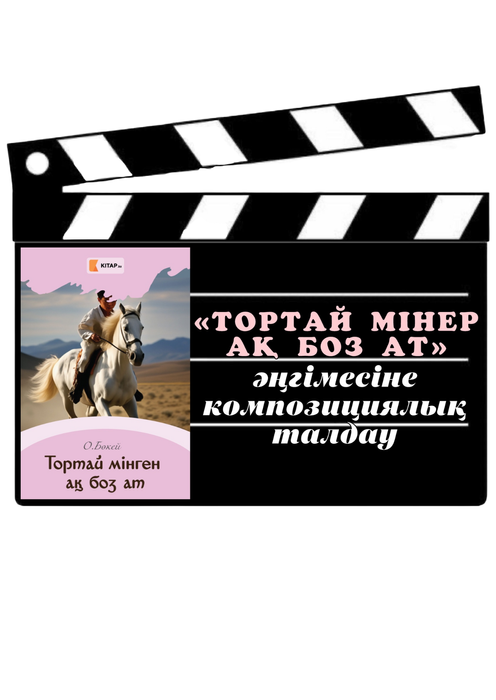 KITAP
О.Бөкей
Тортай мінген
ақ боз ат
«ТОРТАЙ МІНЕР
АҚ БОЗ АТ»
әңгімесіне
композициялық
талдау